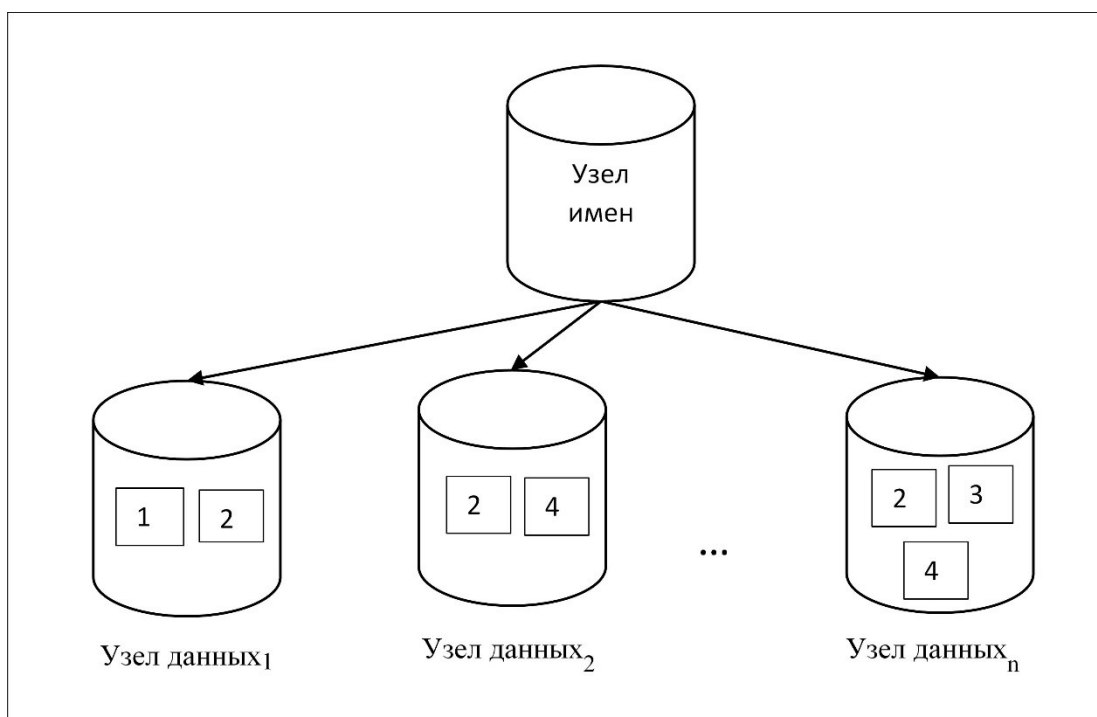 Узел
имен
1 2
2 4
2 3
4
...
Узел данных1
Узел данных2
Узел данныхn